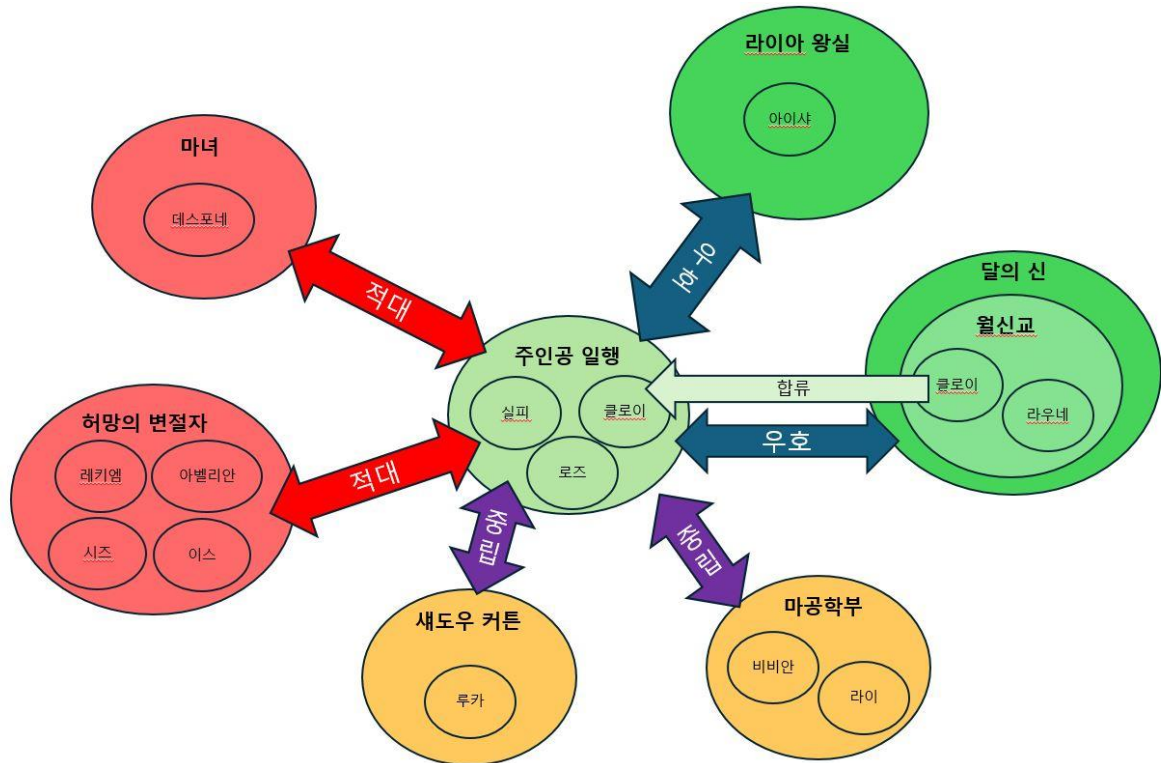 라이아 왕실
아이샤
마녀
데스포네
우호
적대
달의 신
월신교
클로이
라우네
합류
우호
주인공 일행
실피
클로이
로즈
허망의 변절자
레키엠
아벨리안
시즈
이스
적대
중립
중립
섀도우 커튼
루카
마공학부
비비안
라이